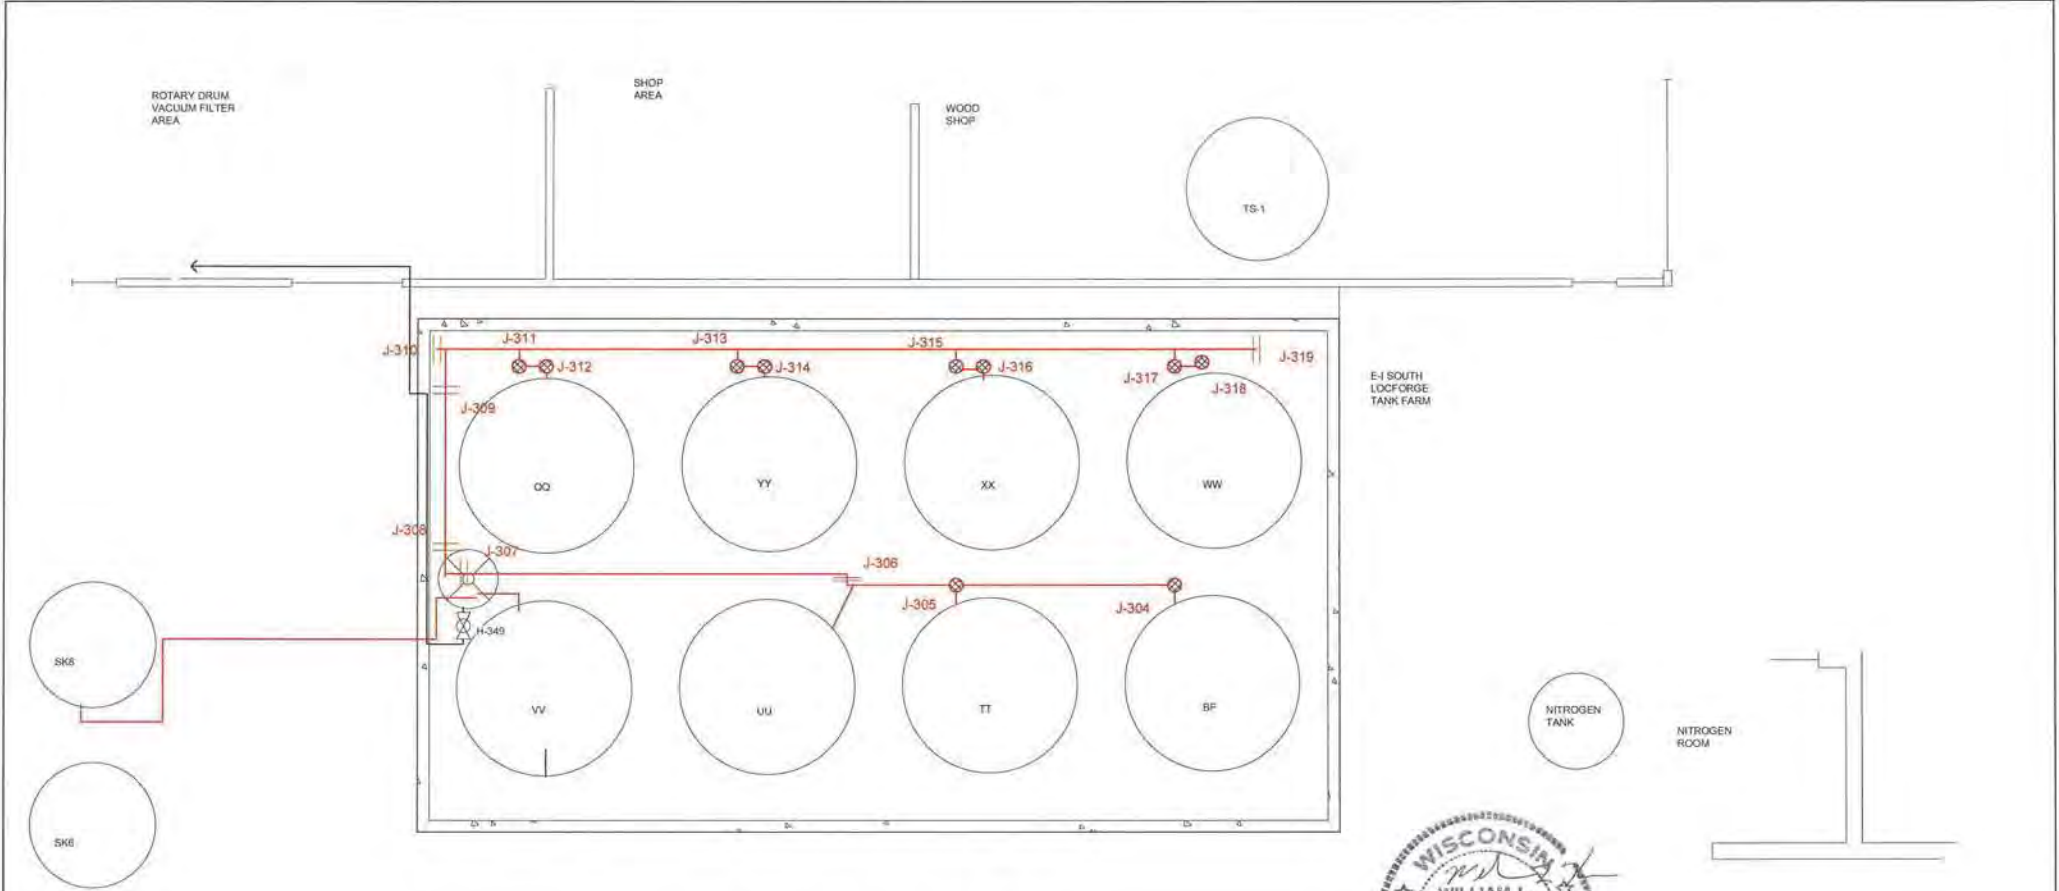 ROTARY DRUM
VACUUM FILTER
AREA
SHOP
AREA
WOOD
SHOP
TS-1
J-310
J-311
J-312
J-313
J-314
J-315
J-316
J-317
J-318
J-319
J-309
E-I SOUTH
LOCFORGE
TANK FARM
QQ
YY
XX
WW
J-308
J-307
J-306
J-305
J-304
H-349
SK8
VV
UU
TT
BF
NITROGEN
TANK
NITROGEN
ROOM
SK6
WISCONSIN